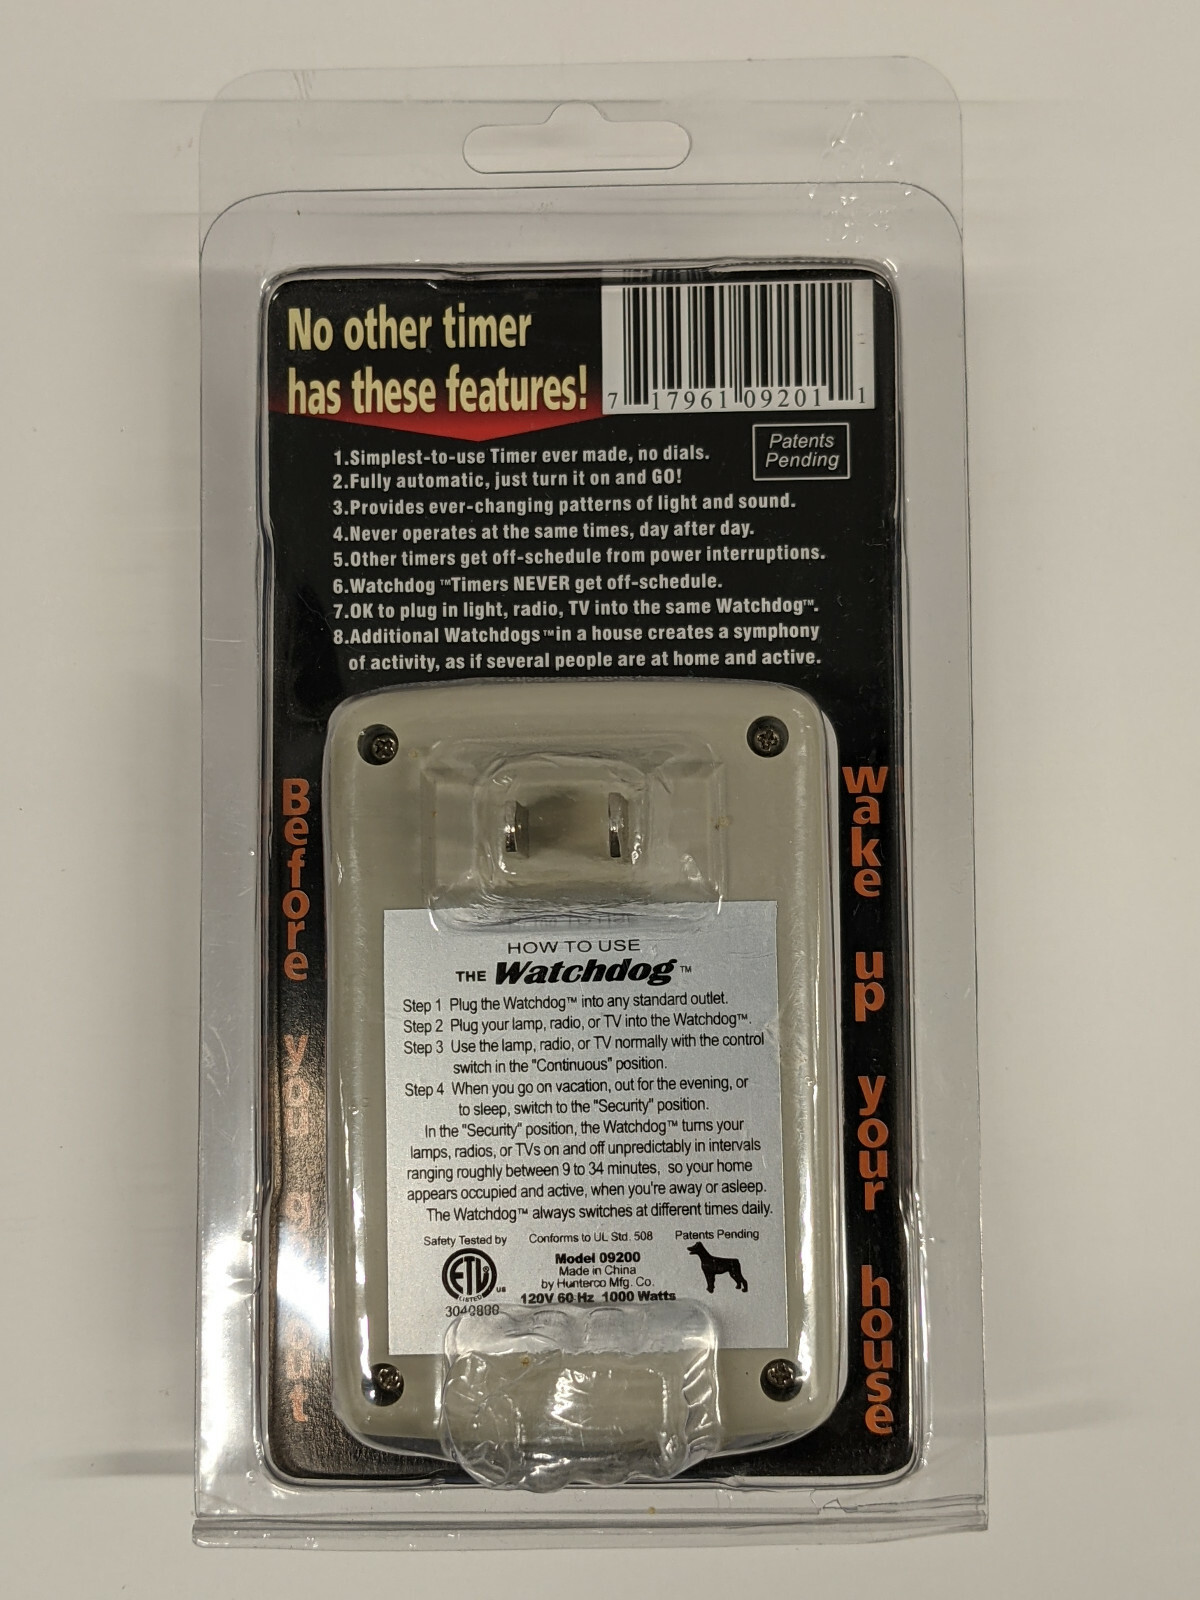 No other timer
has these features!
7 17961 09201 1
Patents
Pending
1.Simplest-to-use Timer ever made, no dials.
2.Fully automatic, just turn it on and GO!
3.Provides ever-changing patterns of light and sound.
4.Never operates at the same times, day after day.
5.Other timers get off-schedule from power interruptions.
6.Watchdog ™Timers NEVER get off-schedule.
7.OK to plug in light, radio, TV into the same Watchdog™.
8.Additional Watchdogs™in a house creates a symphony
of activity, as if several people are at home and active.
Before you go out
wake up your house
HOW TO USE
THE Watchdog™
Step 1 Plug the Watchdog™ into any standard outlet.
Step 2 Plug your lamp, radio, or TV into the Watchdog™.
Step 3 Use the lamp, radio, or TV normally with the control
switch in the "Continuous" position.
Step 4 When you go on vacation, out for the evening, or
to sleep, switch to the "Security" position.
In the "Security" position, the Watchdog™ turns your
lamps, radios, or TVs on and off unpredictably in intervals
ranging roughly between 9 to 34 minutes, so your home
appears occupied and active, when you're away or asleep.
The Watchdog™ always switches at different times daily.
Safety Tested by Conforms to UL Std. 508 Patents Pending
ETL
LISTED
US
Model 09200
Made in China
by Hunterco Mfg. Co.
120V 60 Hz 1000 Watts